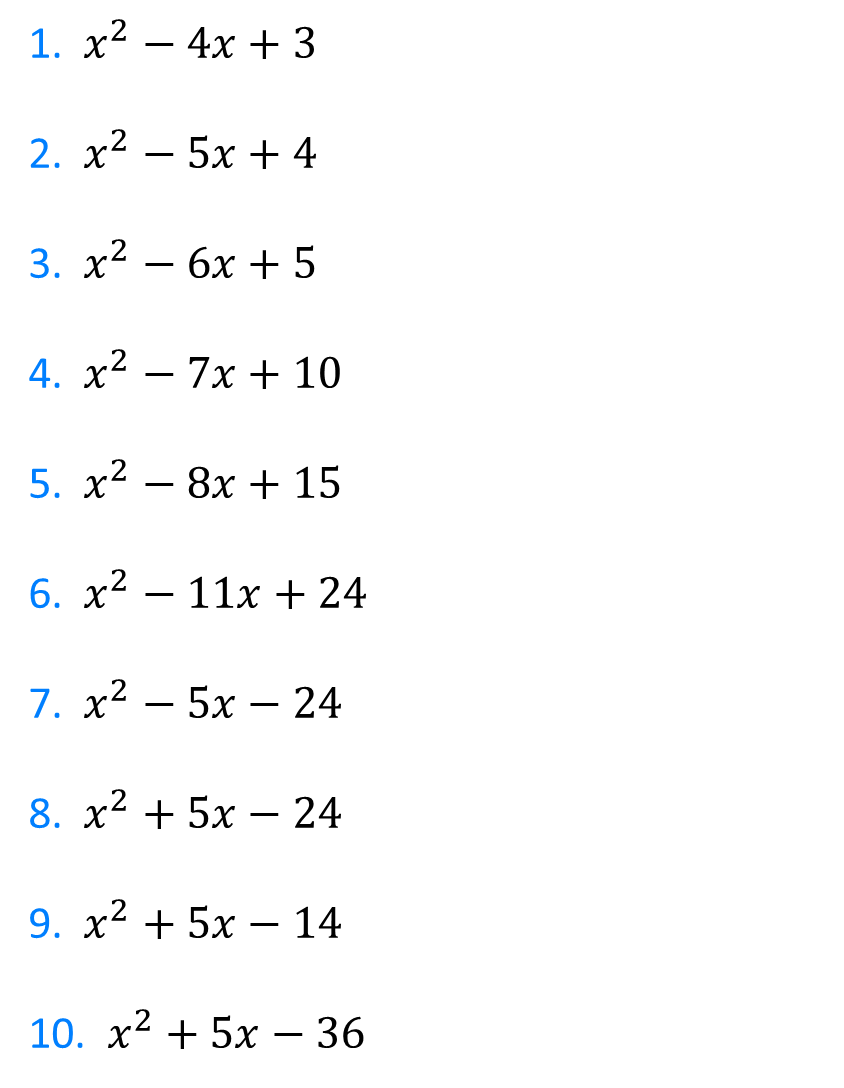 1. x² − 4x + 3
2. x² − 5x + 4
3. x² − 6x + 5
4. x² − 7x + 10
5. x² − 8x + 15
6. x² − 11x + 24
7. x² − 5x − 24
8. x² + 5x − 24
9. x² + 5x − 14
10. x² + 5x − 36